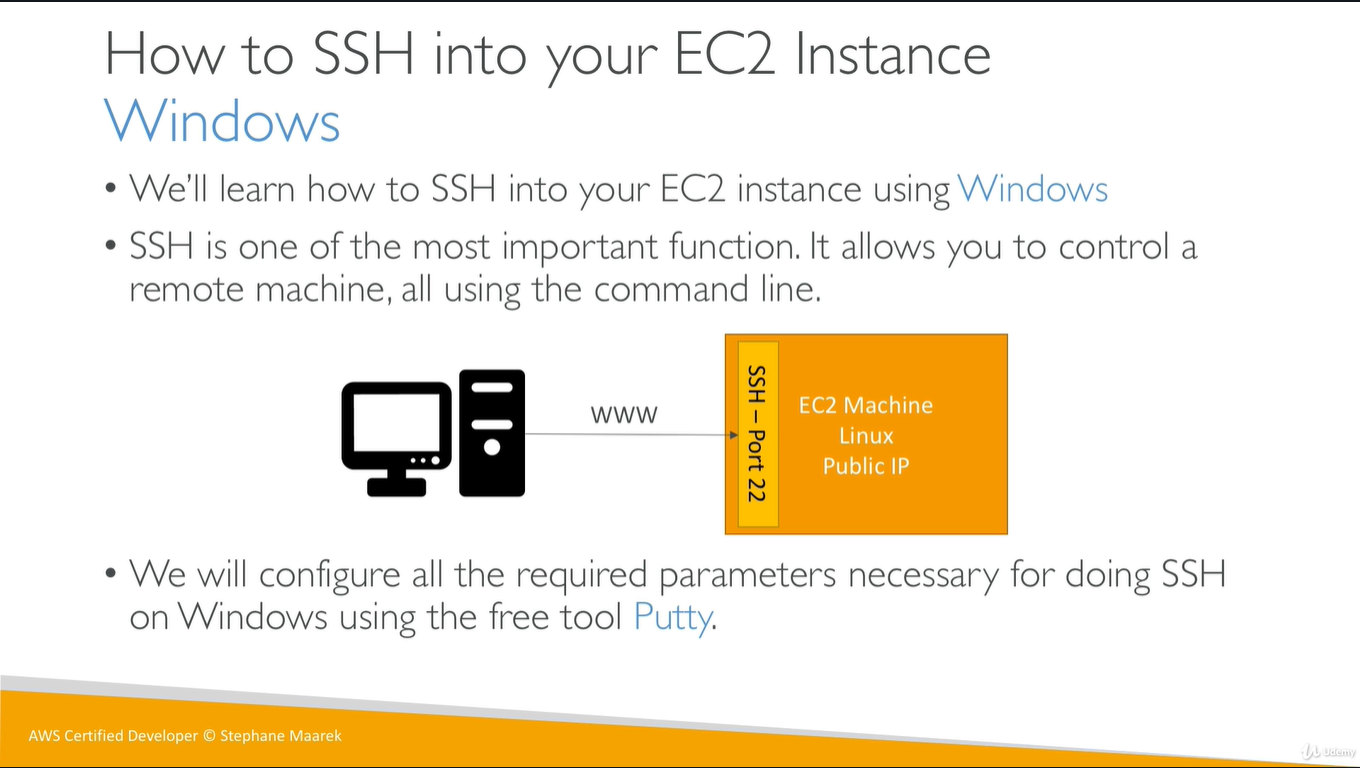 How to SSH into your EC2 Instance
Windows
• We'll learn how to SSH into your EC2 instance using Windows
• SSH is one of the most important function. It allows you to control a
remote machine, all using the command line.
WWW
SSH – Port 22
EC2 Machine
Linux
Public IP
• We will configure all the required parameters necessary for doing SSH
on Windows using the free tool Putty.
AWS Certified Developer © Stephane Maarek
Udemy